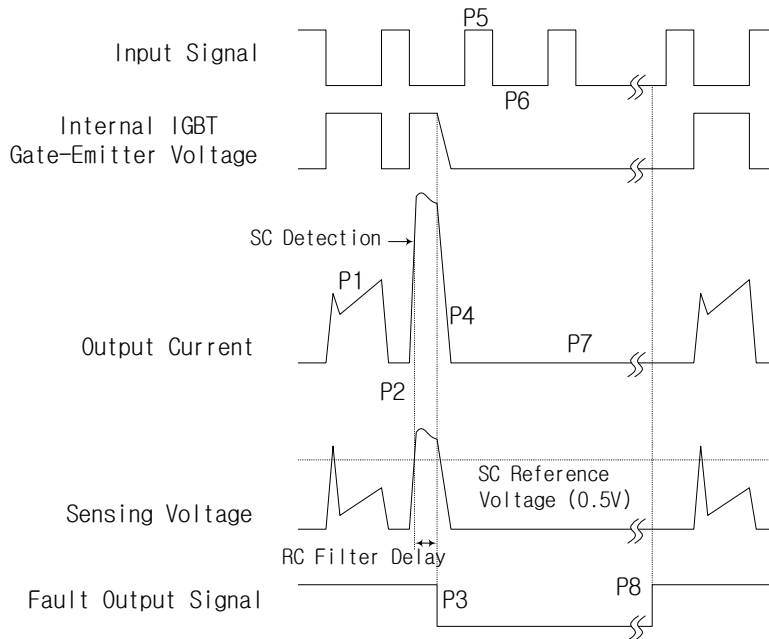 P5
Input Signal
P6
Internal IGBT
Gate-Emitter Voltage
SC Detection
P1
P4
Output Current
P7
P2
SC Reference
Voltage (0.5V)
Sensing Voltage
RC Filter Delay
Fault Output Signal
P3
P8